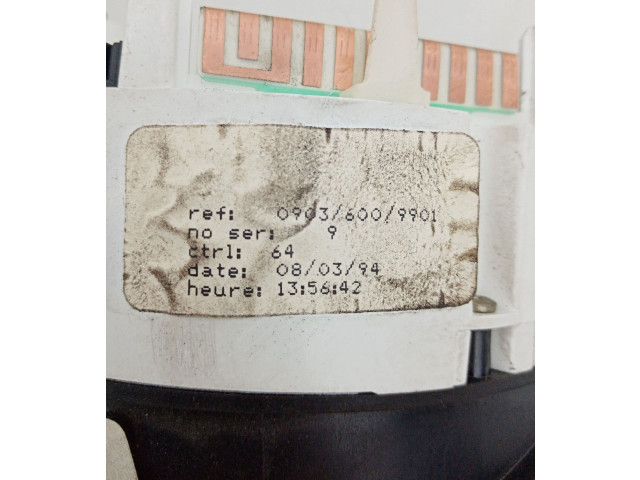 ref: 0903/600/9901
no ser: 9
ctrl: 64
date: 08/03/94
heure: 13:56:42